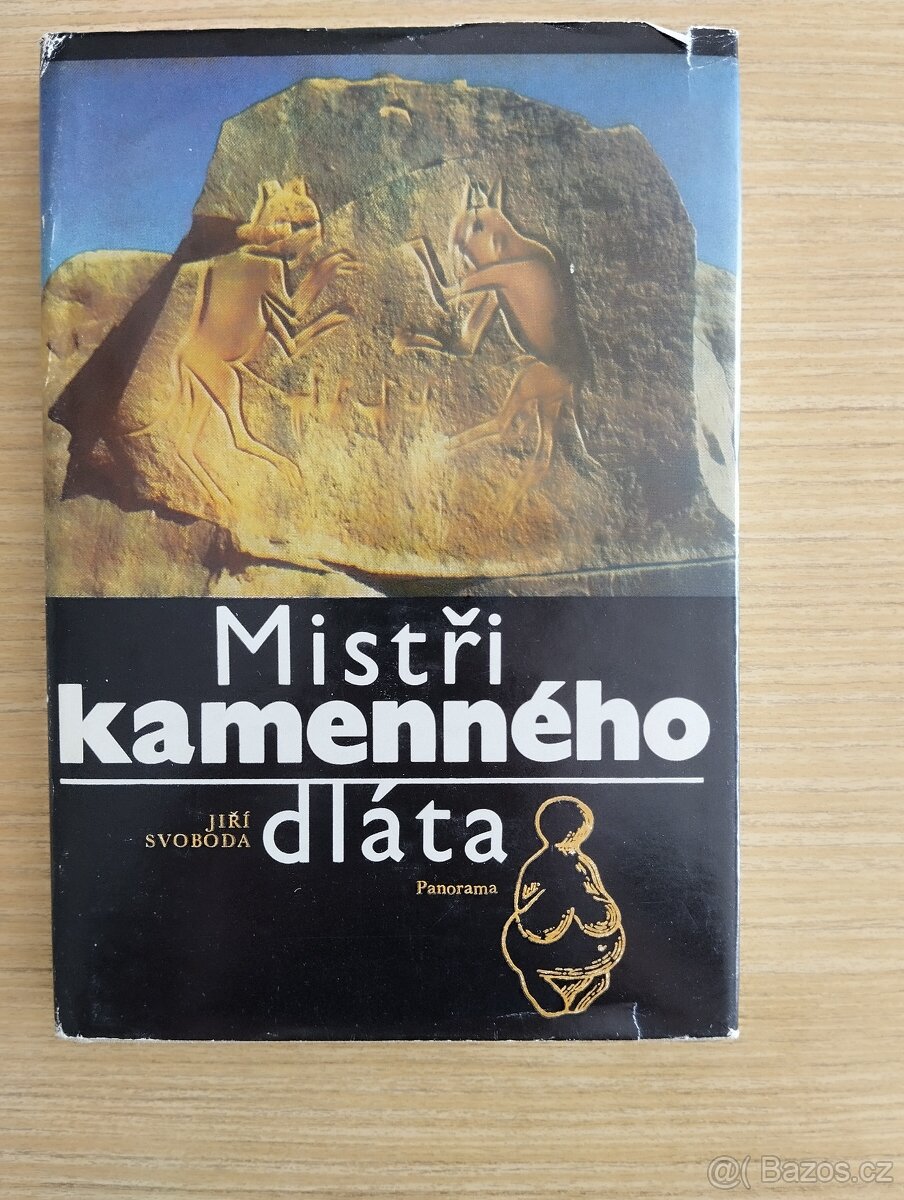 Mistři
kamenného
dláta
JIŘÍ
SVOBODA
Panorama
@( Bazos.cz